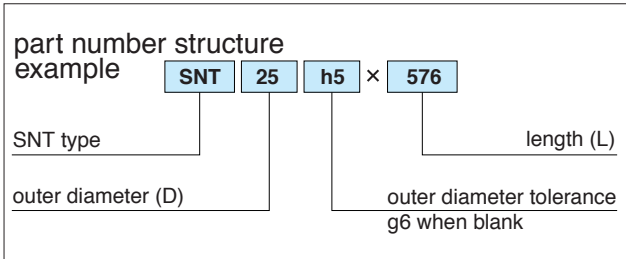 part number structure
example SNT 25 h5 × 576
SNT type length (L)
outer diameter (D) outer diameter tolerance
g6 when blank